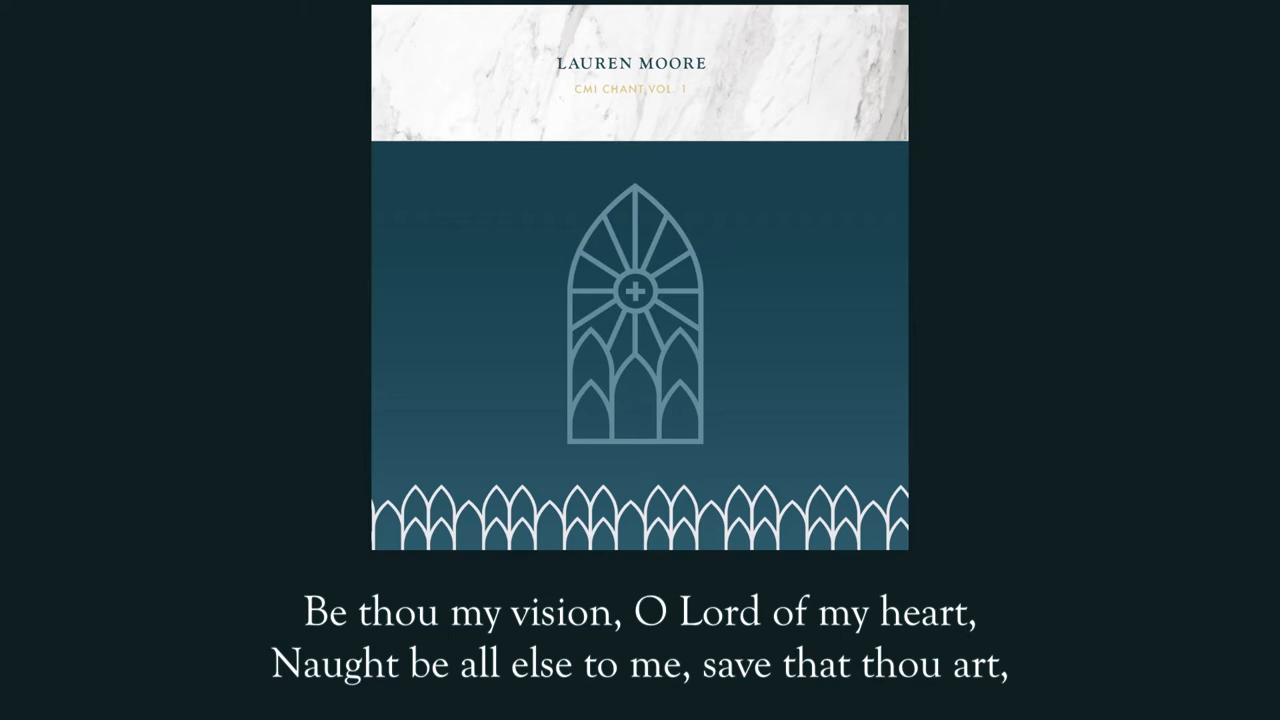 LAUREN MOORE
CMI CHANT VOL. 1
Be thou my vision, O Lord of my heart,
Naught be all else to me, save that thou art,